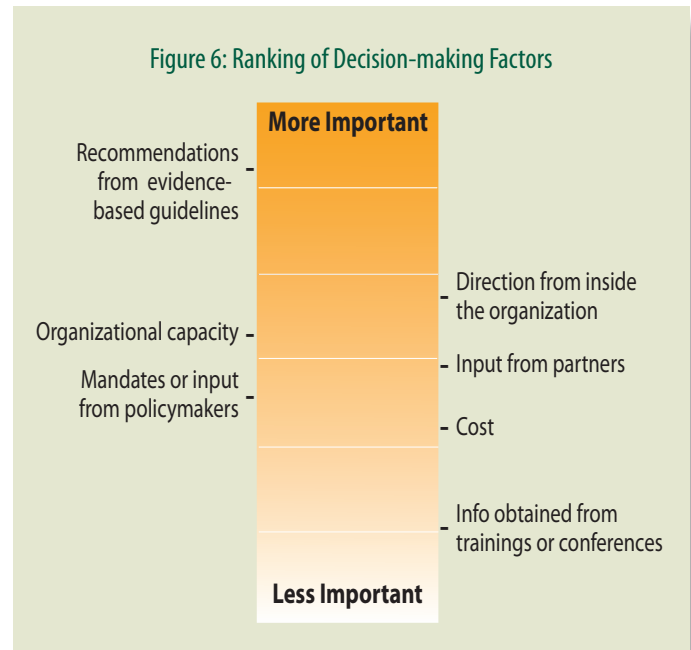 Figure 6: Ranking of Decision-making Factors
More Important
Recommendations
from evidence-
based guidelines
Direction from inside
the organization
Organizational capacity
Input from partners
Mandates or input
from policymakers
Cost
Info obtained from
trainings or conferences
Less Important